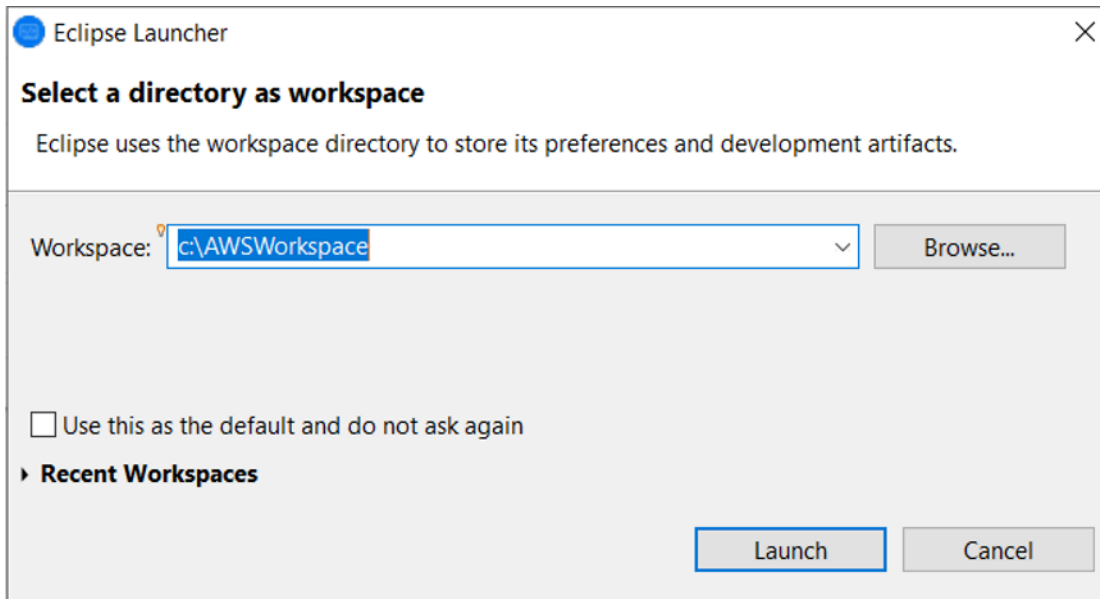 Eclipse Launcher
Select a directory as workspace
Eclipse uses the workspace directory to store its preferences and development artifacts.
Workspace: c:\AWSWorkspace Browse...
Use this as the default and do not ask again
Recent Workspaces
Launch Cancel